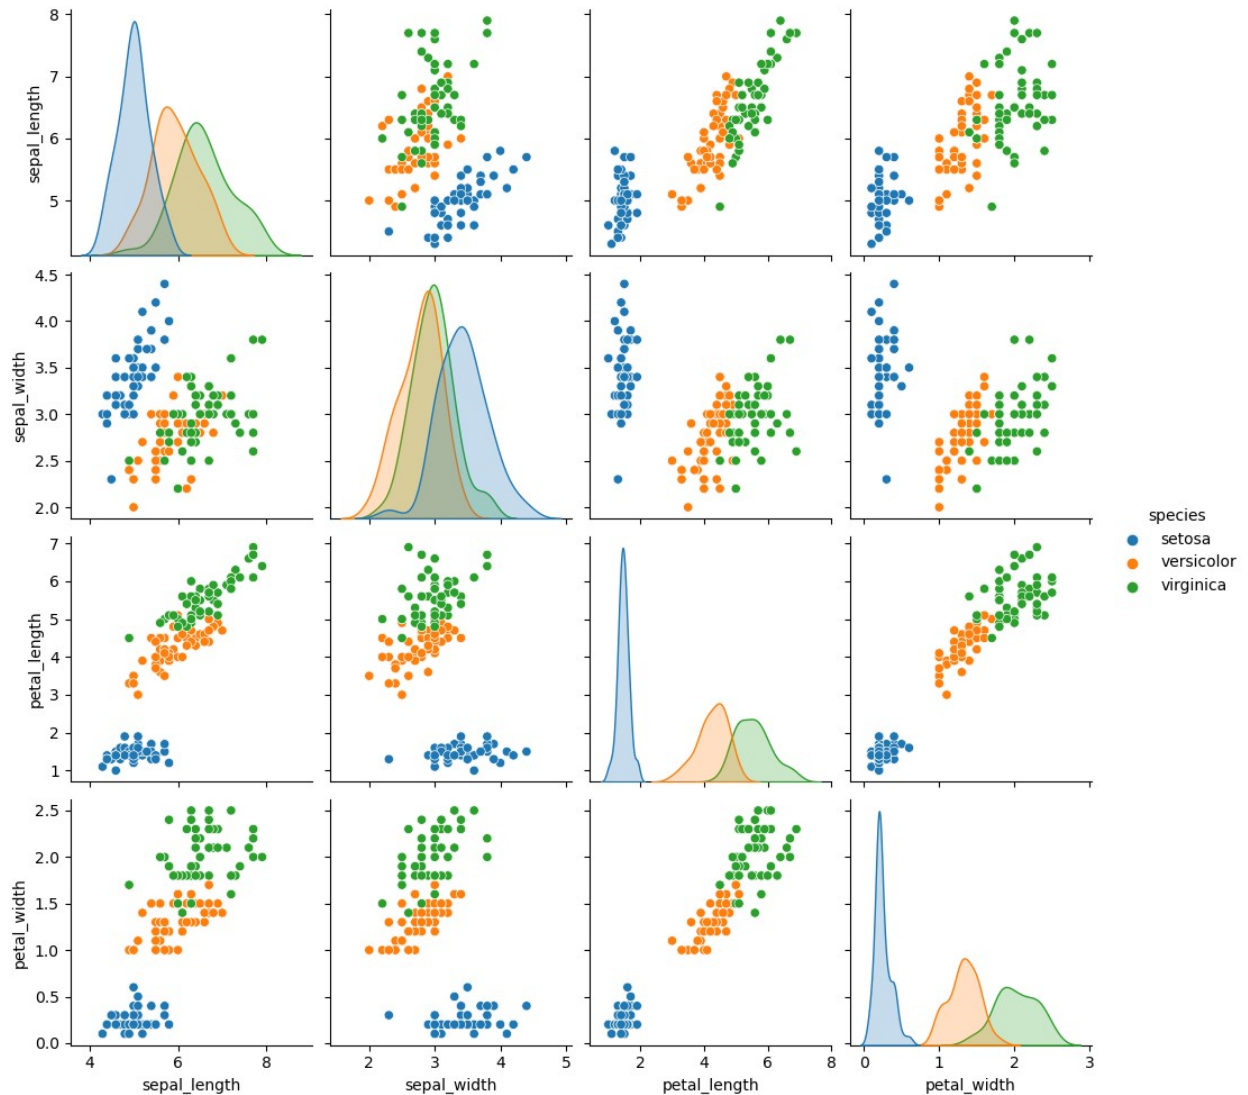 8
7
6
5
sepal_length
4.5
4.0
3.5
3.0
2.5
2.0
sepal_width
species
setosa
versicolor
virginica
7
6
5
4
3
2
1
petal_length
2.5
2.0
1.5
1.0
0.5
0.0
petal_width
4 6 8
2 3 4 5
2 4 6 8
0 1 2 3
sepal_length
sepal_width
petal_length
petal_width